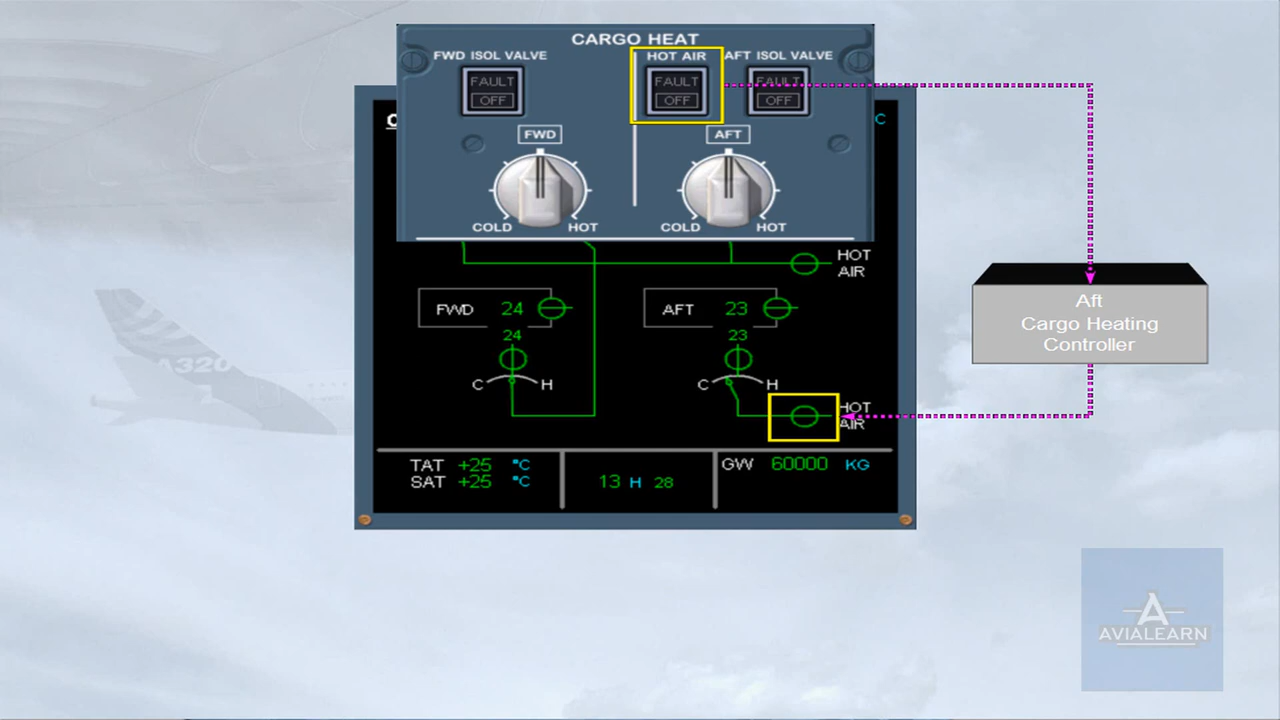 CARGO HEAT
FWD ISOL VALVE
HOT AIR
AFT ISOL VALVE
FAULT
OFF
FAULT
OFF
FAULT
OFF
FWD
AFT
COLD
HOT
COLD
HOT
C
C
HOT
AIR
FWD 24
24
C H
AFT 23
23
C H
HOT
AIR
Aft
Cargo Heating
Controller
TAT +25 °C
SAT +25 °C
13 H 28
GW 60000 KG
A320
AVIALEARN